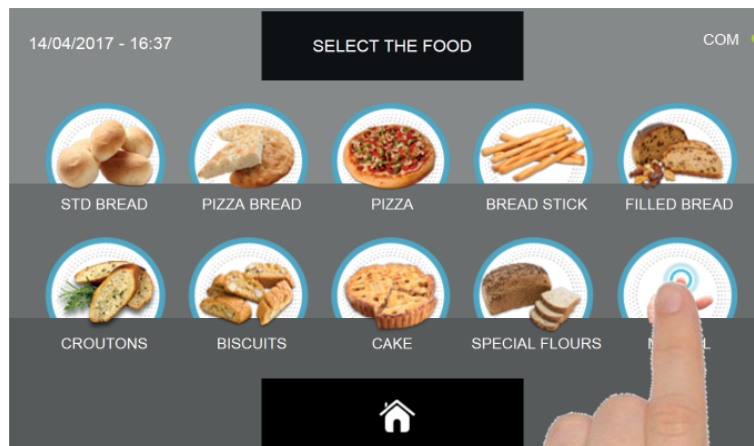 14/04/2017 - 16:37
SELECT THE FOOD
COM
STD BREAD
PIZZA BREAD
PIZZA
BREAD STICK
FILLED BREAD
CROUTONS
BISCUITS
CAKE
SPECIAL FLOURS